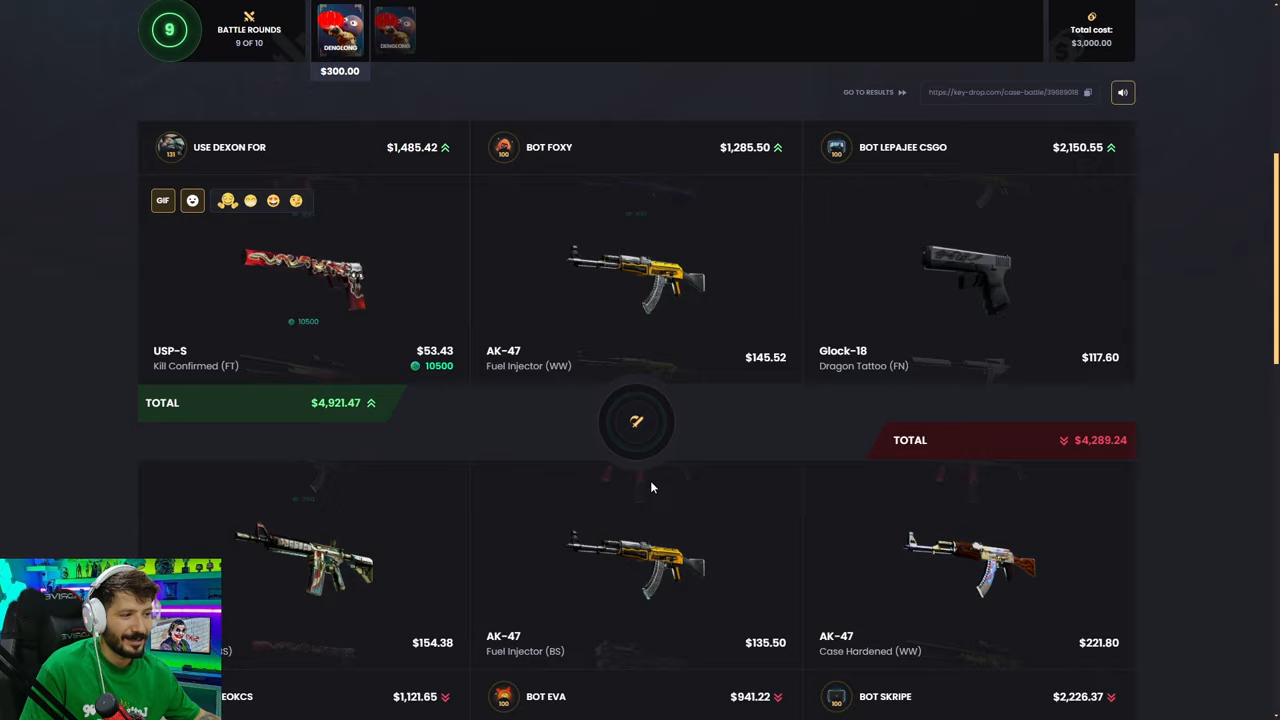 9
BATTLE ROUNDS
9 OF 10
DENGLONG
DENGLONG
$300.00
Total cost:
$3,000.00
GO TO RESULTS
https://key-drop.com/case-battle/39689018
131
USE DEXON FOR
$1,485.42
100
BOT FOXY
$1,285.50
100
BOT LEPAJEE CSGO
$2,150.55
GIF
10500
USP-S
$53.43
Kill Confirmed (FT)
10500
AK-47
Fuel Injector (WW)
$145.52
Glock-18
Dragon Tattoo (FN)
$117.60
TOTAL
$4,921.47
TOTAL
$4,289.24
$154.38
AK-47
Fuel Injector (BS)
$135.50
AK-47
Case Hardened (WW)
$221.80
EOKCS
$1,121.65
100
BOT EVA
$941.22
100
BOT SKRIPE
$2,226.37